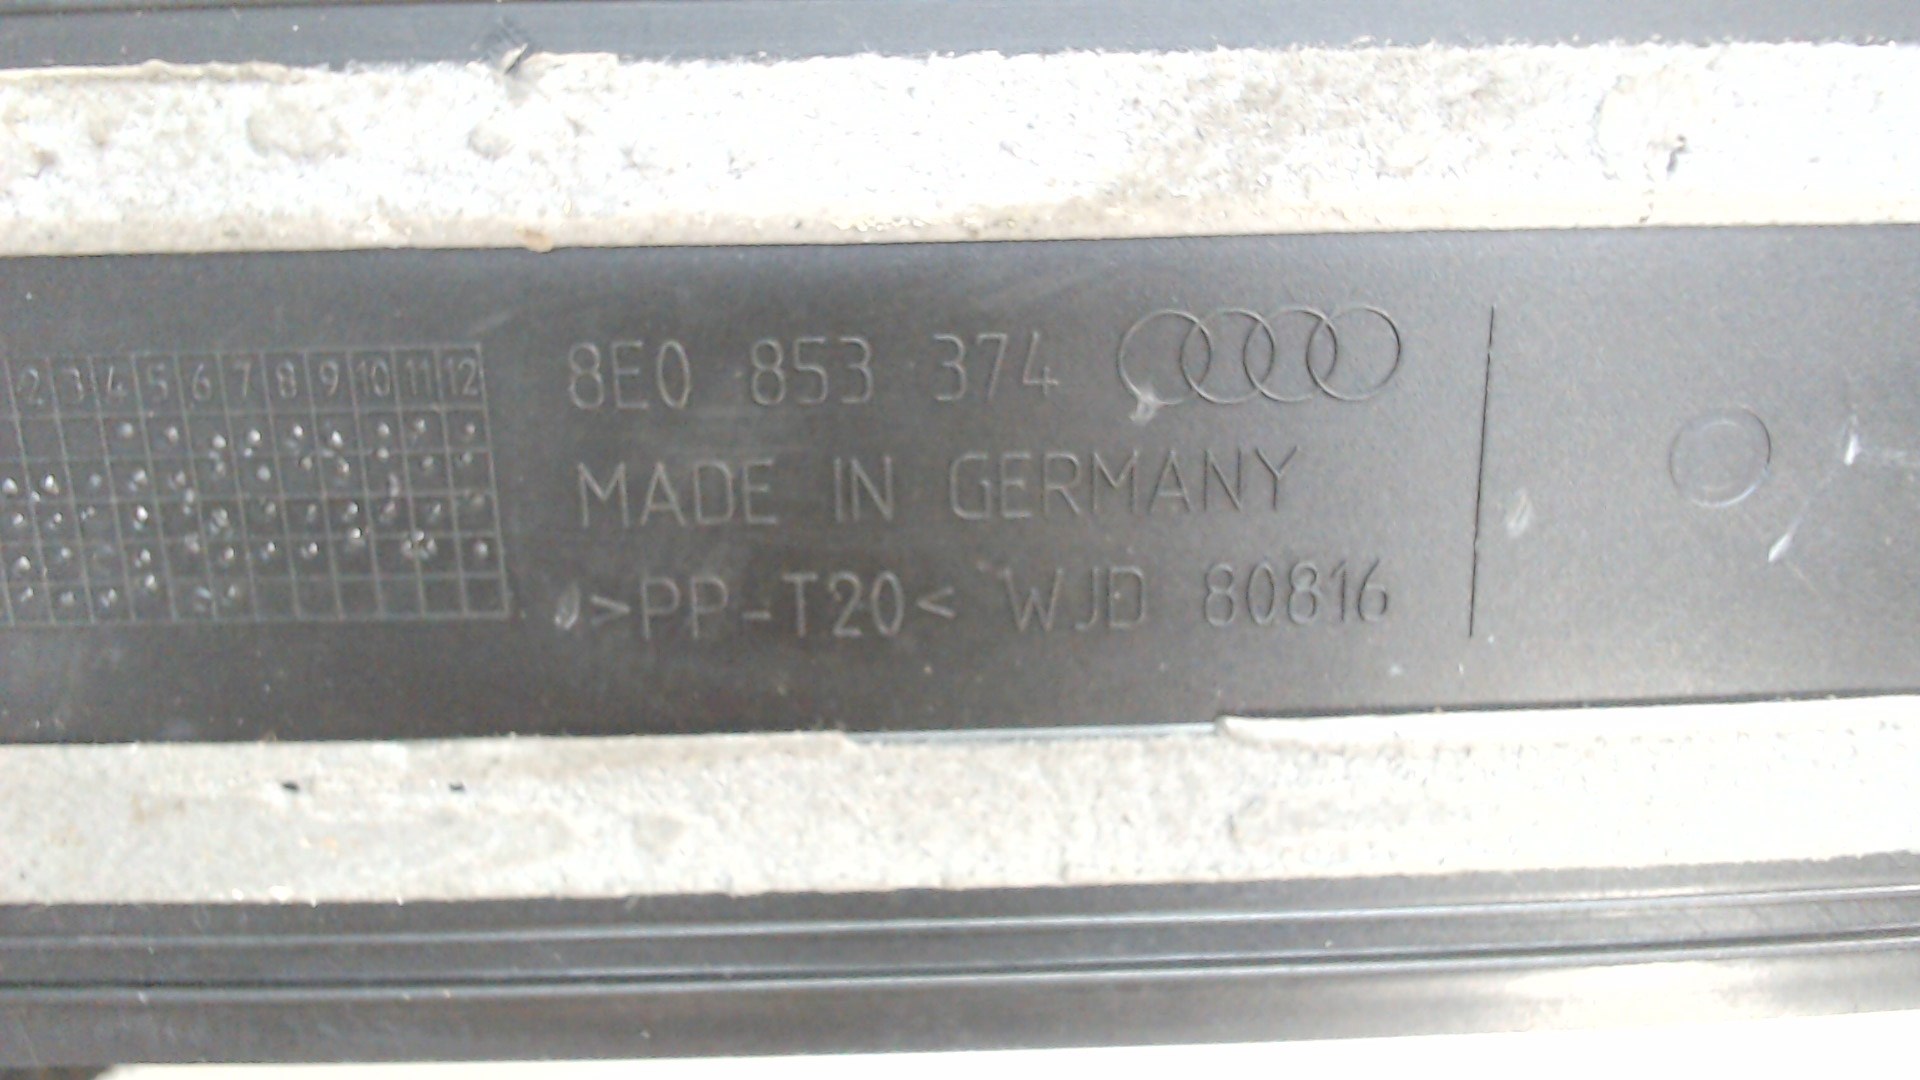 2 3 4 5 6 7 8 9 10 11 12
8E0 853 374
MADE IN GERMANY
>PP-T20< WJD 80816